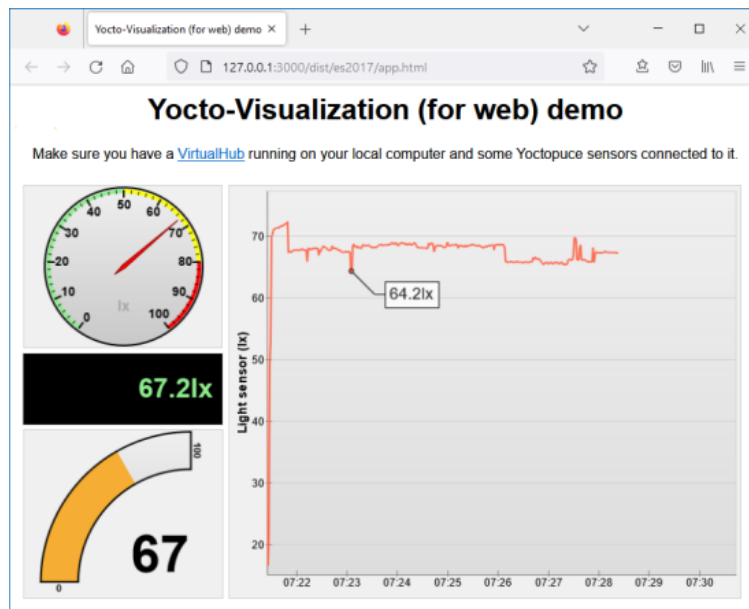 Yocto-Visualization (for web) demo ×
127.0.0.1:3000/dist/es2017/app.html
Yocto-Visualization (for web) demo
Make sure you have a VirtualHub running on your local computer and some Yoctopuce sensors connected to it.
0
10
20
30
40
50
60
70
80
90
100
lx
67.2lx
0
100
67
Light sensor (lx)
70
60
50
40
30
20
64.2lx
07:22 07:23 07:24 07:25 07:26 07:27 07:28 07:29 07:30